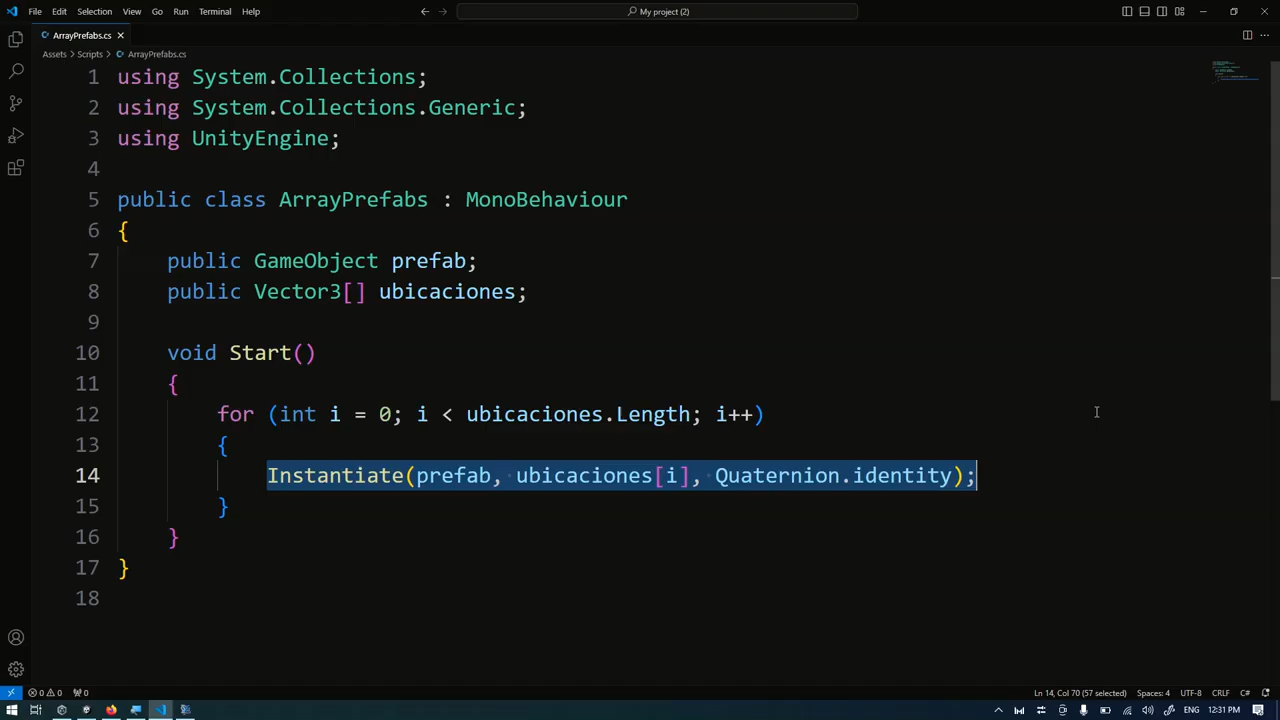 File Edit Selection View Go Run Terminal Help
My project (2)
ArrayPrefabs.cs
Assets > Scripts > ArrayPrefabs.cs
1 using System.Collections;
2 using System.Collections.Generic;
3 using UnityEngine;
4
5 public class ArrayPrefabs : MonoBehaviour
6 {
7 public GameObject prefab;
8 public Vector3[] ubicaciones;
9
10 void Start()
11 {
12 for (int i = 0; i < ubicaciones.Length; i++)
13 {
14 Instantiate(prefab, ubicaciones[i], Quaternion.identity);
15 }
16 }
17 }
18
0 0 0 Ln 14, Col 70 (57 selected) Spaces: 4 UTF-8 CRLF C#
ENG 12:31 PM